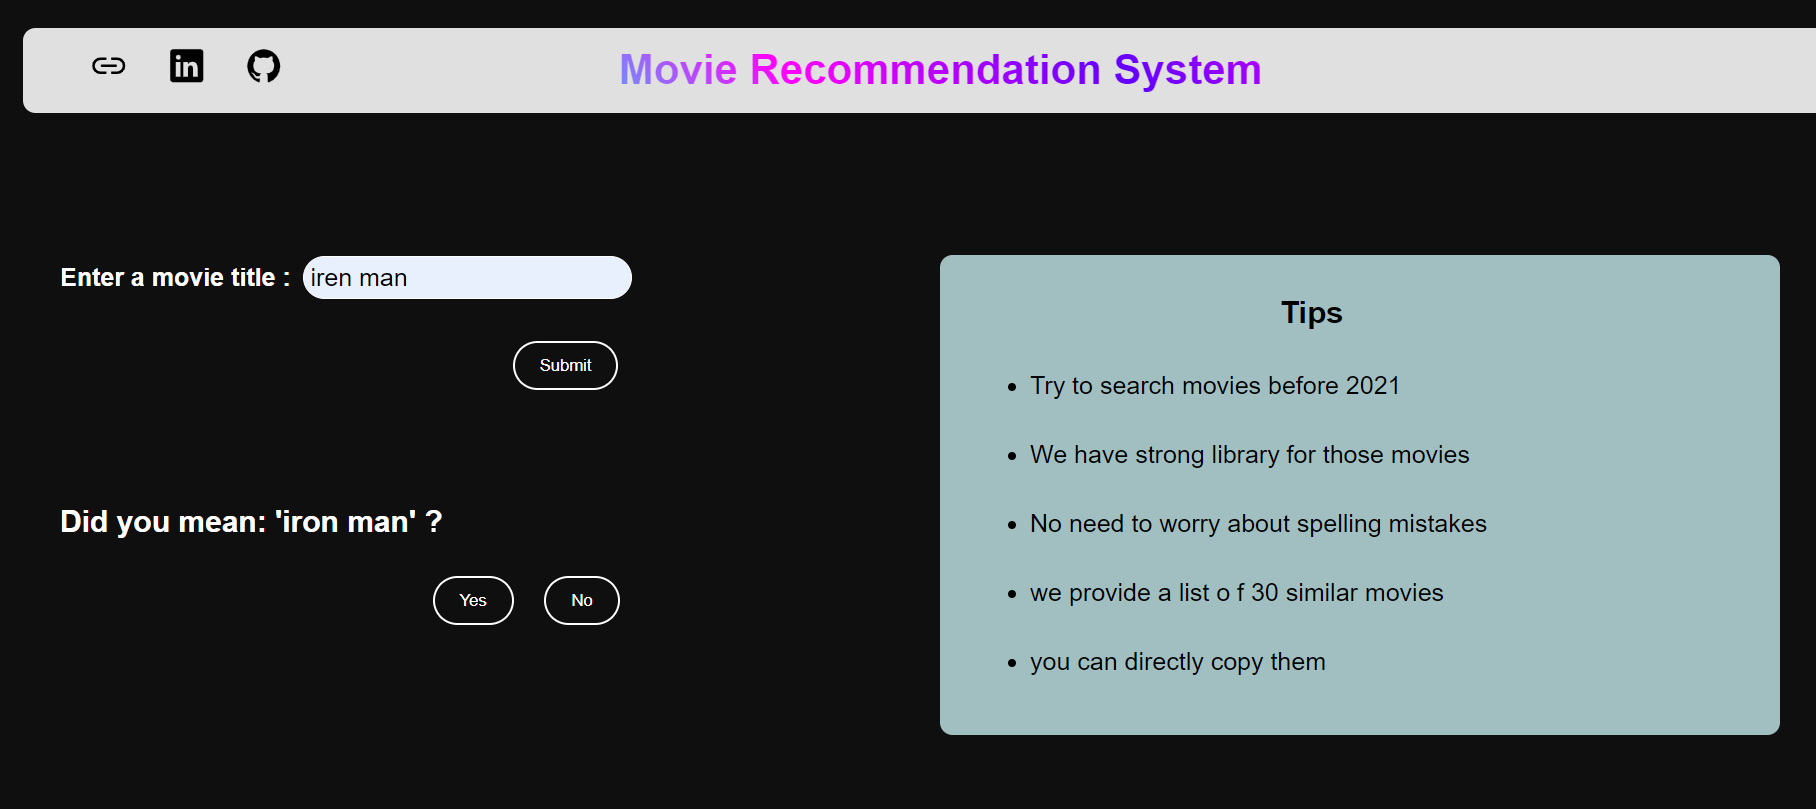 Movie Recommendation System
Enter a movie title :
iren man
Submit
Did you mean: 'iron man' ?
Yes
No
Tips
Try to search movies before 2021
We have strong library for those movies
No need to worry about spelling mistakes
we provide a list o f 30 similar movies
you can directly copy them